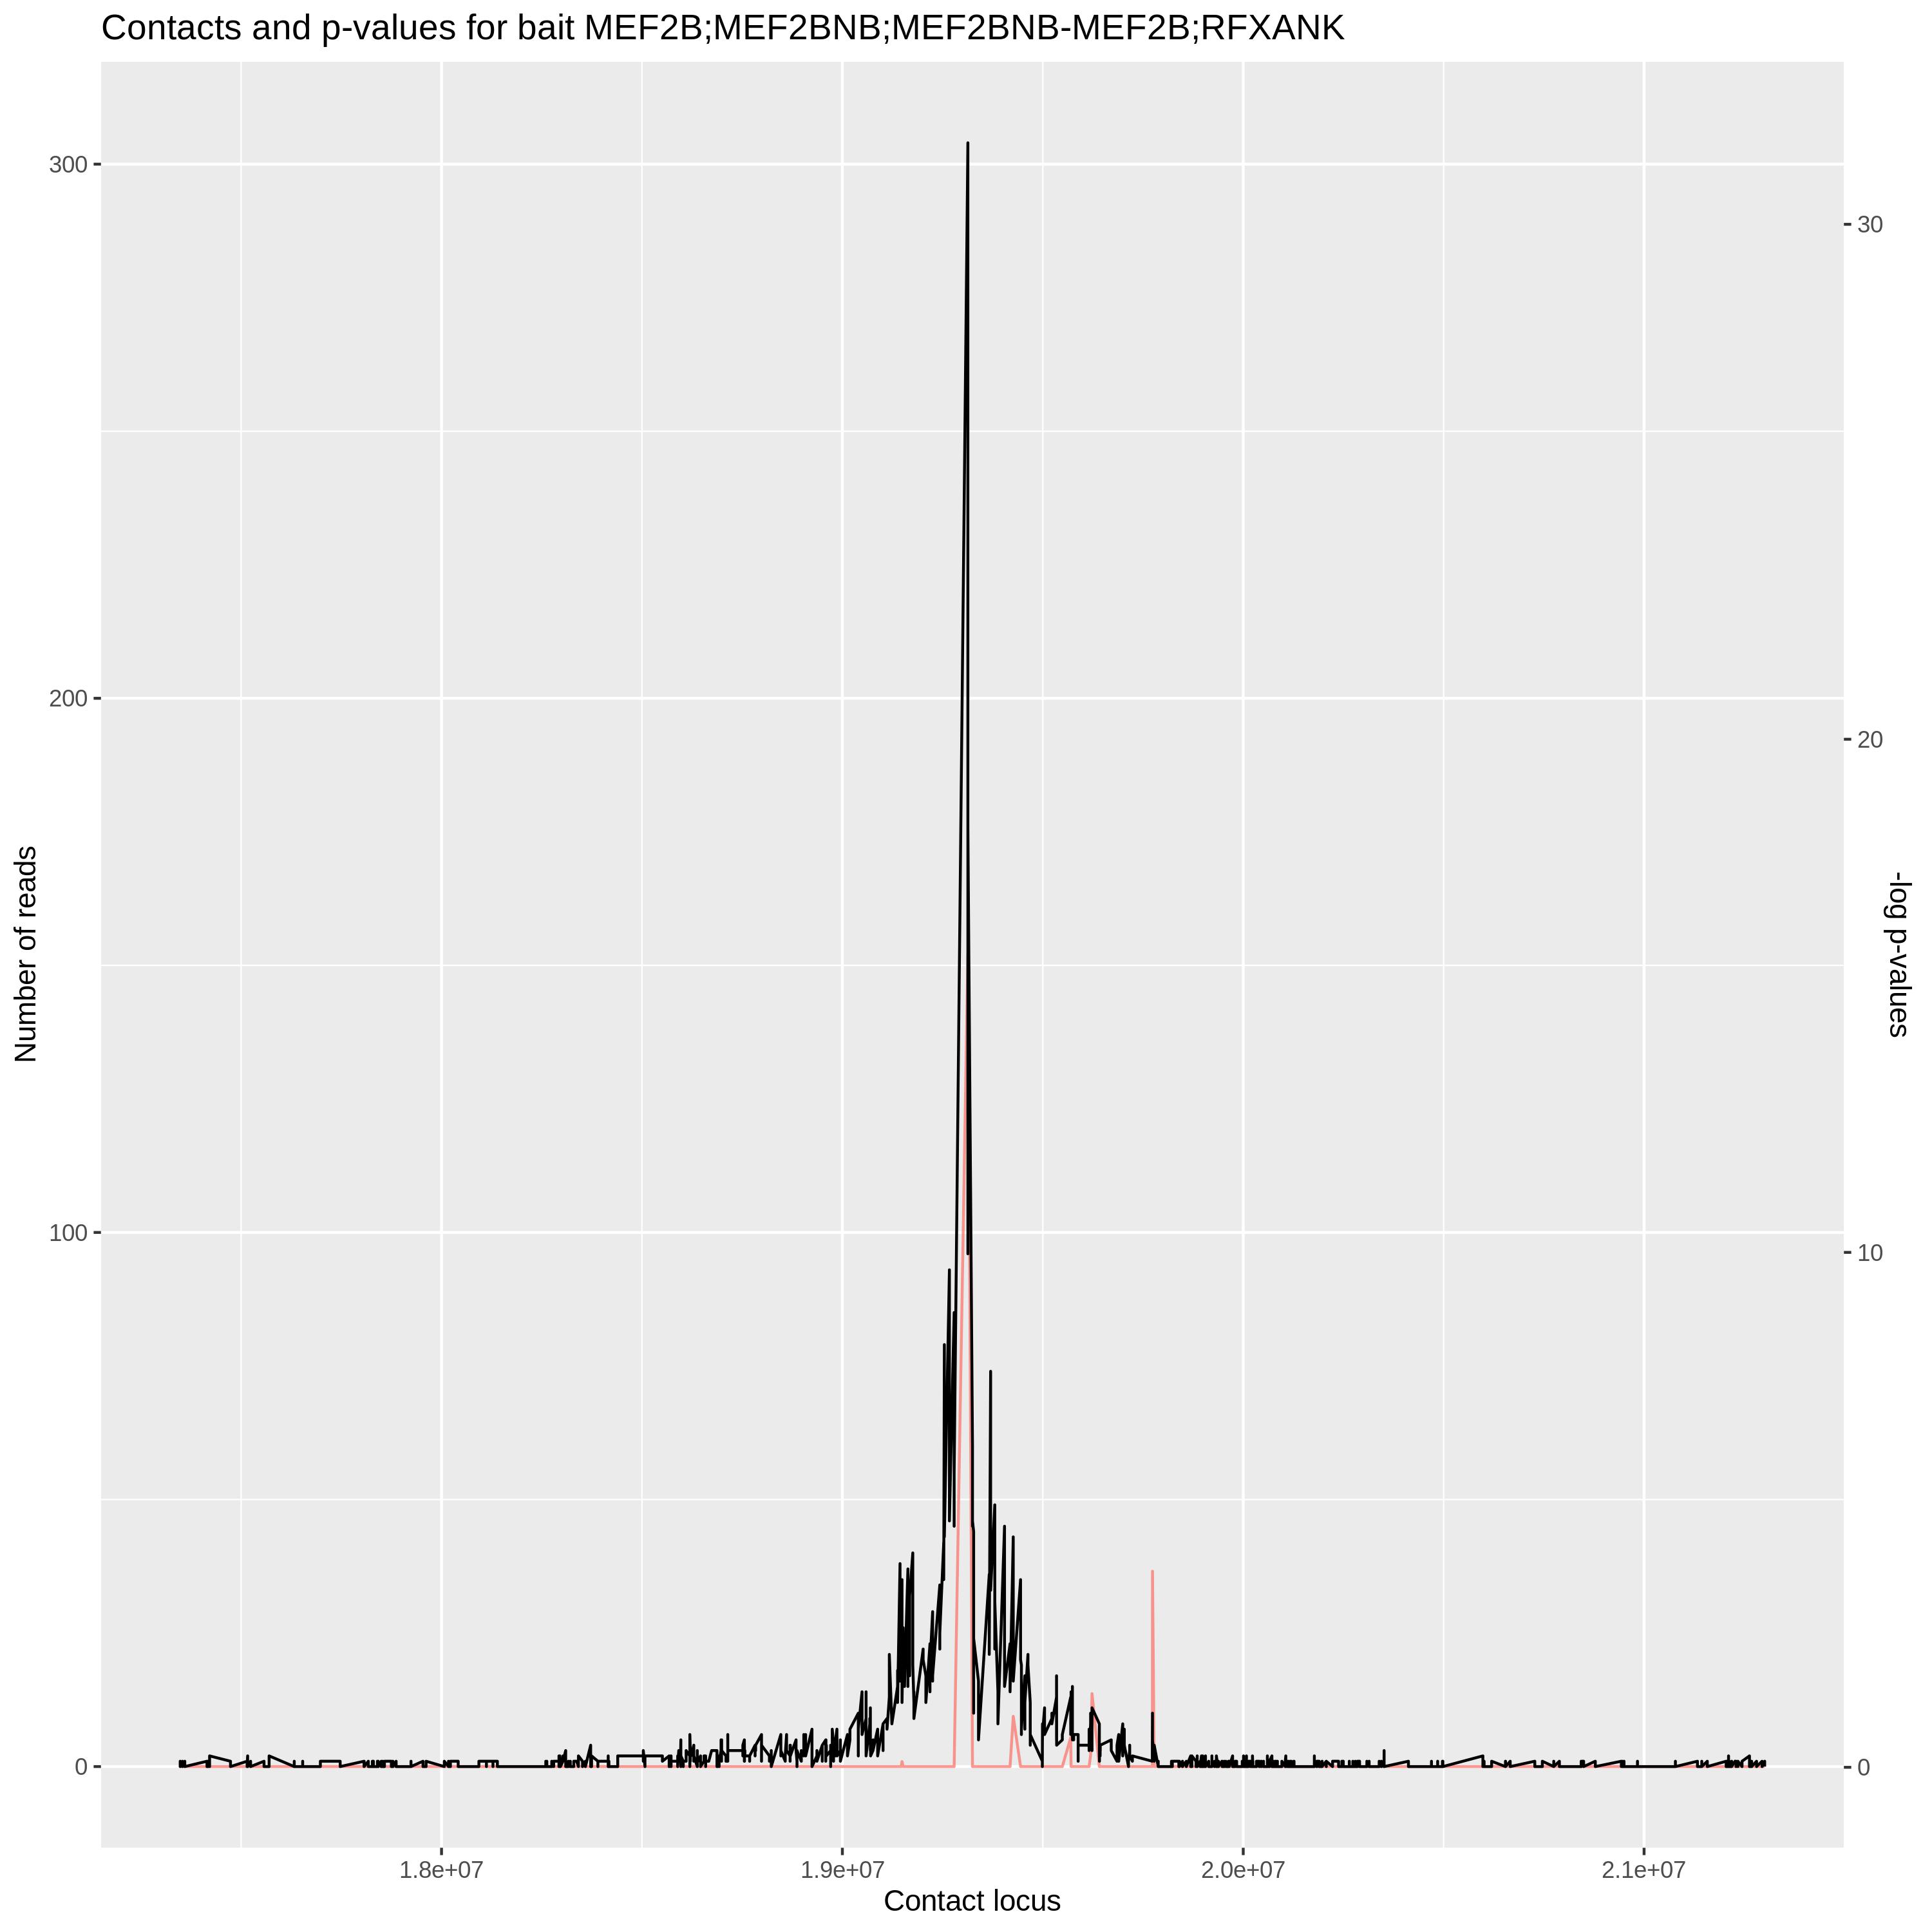 Contacts and p-values for bait MEF2B;MEF2BNB;MEF2BNB-MEF2B;RFXANK
300
200
100
0
Number of reads
30
20
10
0
-log p-values
1.8e+07 1.9e+07 2.0e+07 2.1e+07
Contact locus